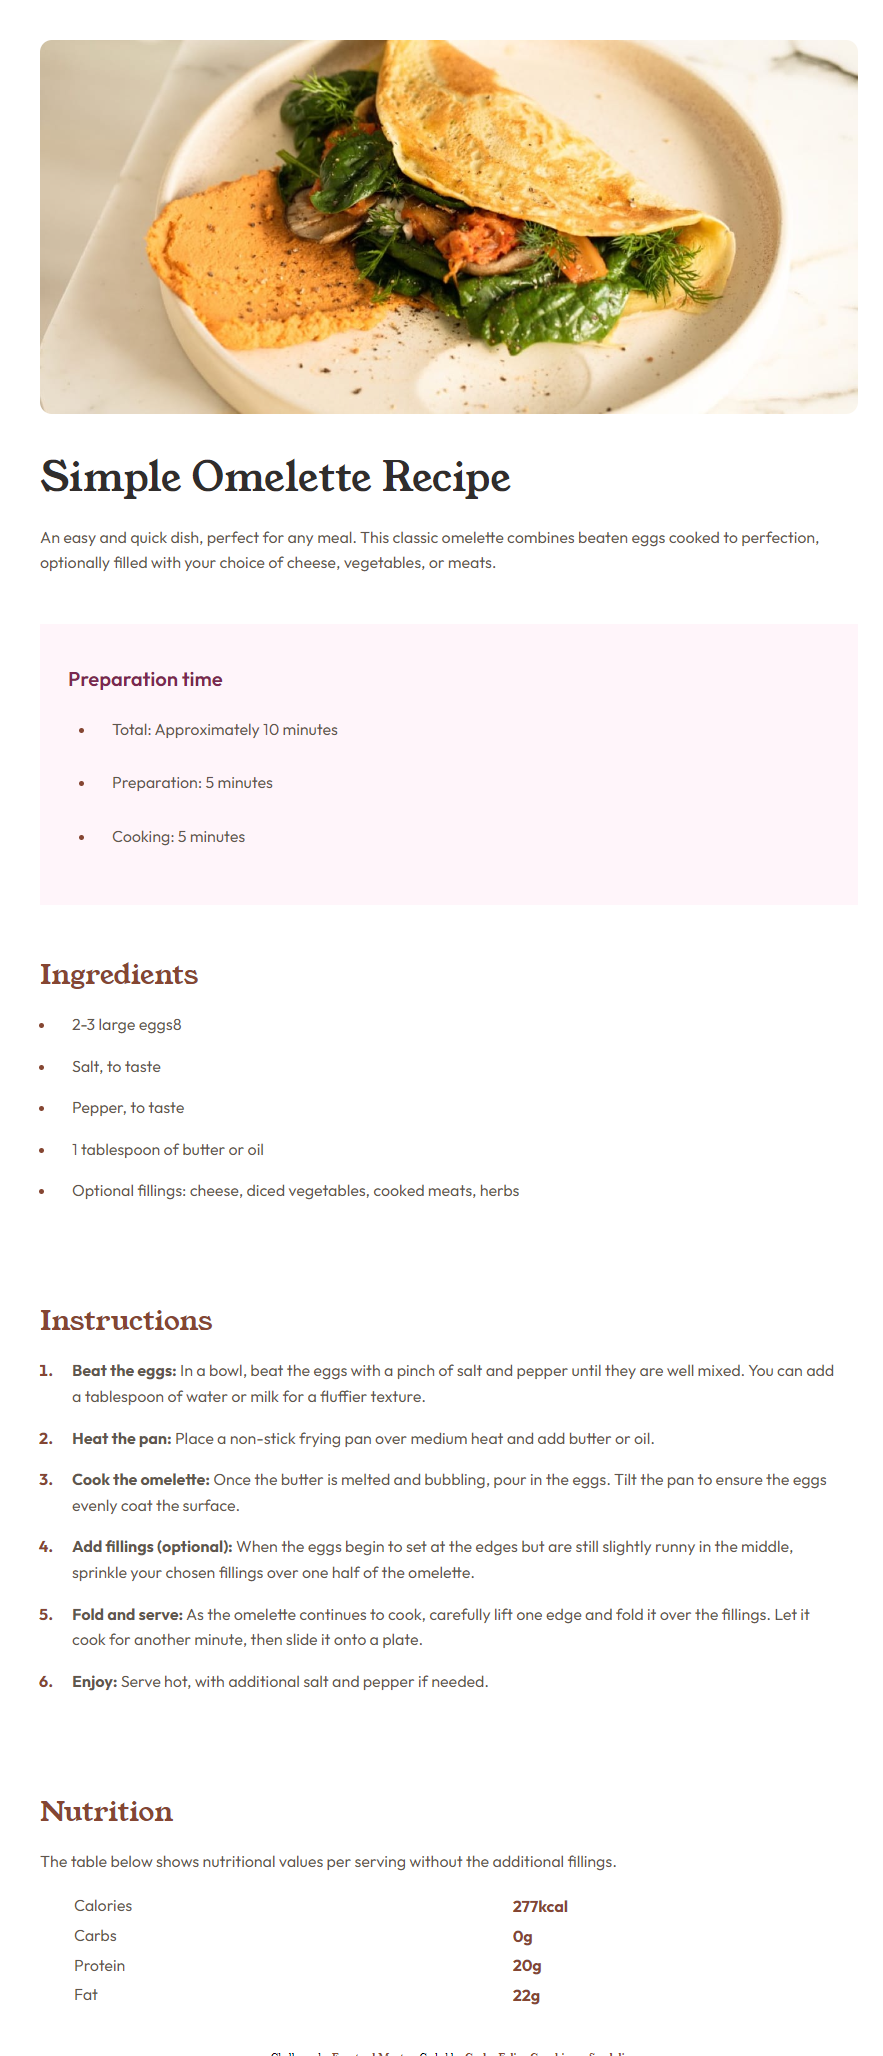 Simple Omelette Recipe
An easy and quick dish, perfect for any meal. This classic omelette combines beaten eggs cooked to perfection,
optionally filled with your choice of cheese, vegetables, or meats.
Preparation time
• Total: Approximately 10 minutes
• Preparation: 5 minutes
• Cooking: 5 minutes
Ingredients
• 2-3 large eggs8
• Salt, to taste
• Pepper, to taste
• 1 tablespoon of butter or oil
• Optional fillings: cheese, diced vegetables, cooked meats, herbs
Instructions
1. Beat the eggs: In a bowl, beat the eggs with a pinch of salt and pepper until they are well mixed. You can add
a tablespoon of water or milk for a fluffier texture.
2. Heat the pan: Place a non-stick frying pan over medium heat and add butter or oil.
3. Cook the omelette: Once the butter is melted and bubbling, pour in the eggs. Tilt the pan to ensure the eggs
evenly coat the surface.
4. Add fillings (optional): When the eggs begin to set at the edges but are still slightly runny in the middle,
sprinkle your chosen fillings over one half of the omelette.
5. Fold and serve: As the omelette continues to cook, carefully lift one edge and fold it over the fillings. Let it
cook for another minute, then slide it onto a plate.
6. Enjoy: Serve hot, with additional salt and pepper if needed.
Nutrition
The table below shows nutritional values per serving without the additional fillings.
Calories 277kcal
Carbs 0g
Protein 20g
Fat 22g